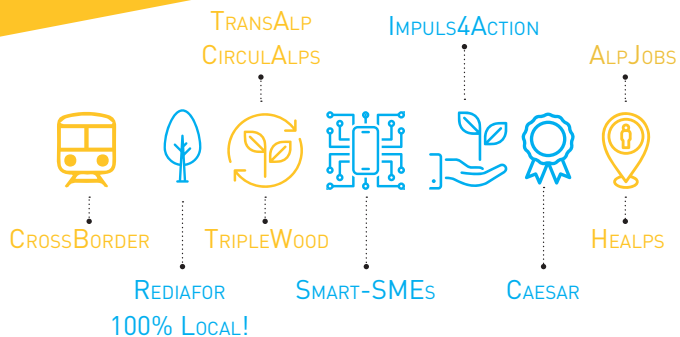 TransAlp
CirculAlps
Impuls4Action
AlpJobs
CrossBorder
TripleWood
Healps
Rediafor
100% Local!
Smart-SMEs
Caesar